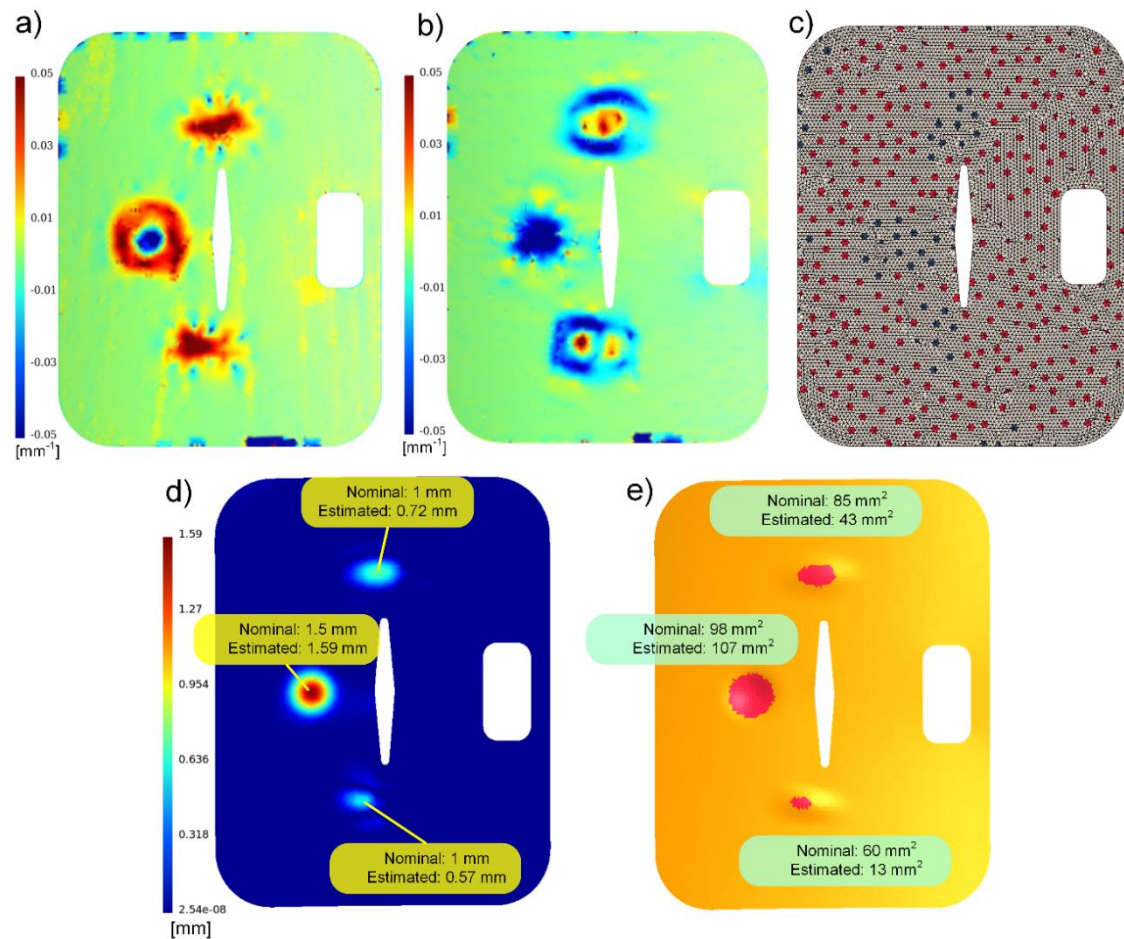 a)
b)
c)
0.05
0.03
0.01
-0.01
-0.03
-0.05
[mm⁻¹]
0.05
0.03
0.01
-0.01
-0.03
-0.05
[mm⁻¹]
d)
e)
1.59
1.27
0.954
0.636
0.318
2.54e-08
[mm]
Nominal: 1 mm
Estimated: 0.72 mm
Nominal: 1.5 mm
Estimated: 1.59 mm
Nominal: 1 mm
Estimated: 0.57 mm
Nominal: 85 mm²
Estimated: 43 mm²
Nominal: 98 mm²
Estimated: 107 mm²
Nominal: 60 mm²
Estimated: 13 mm²